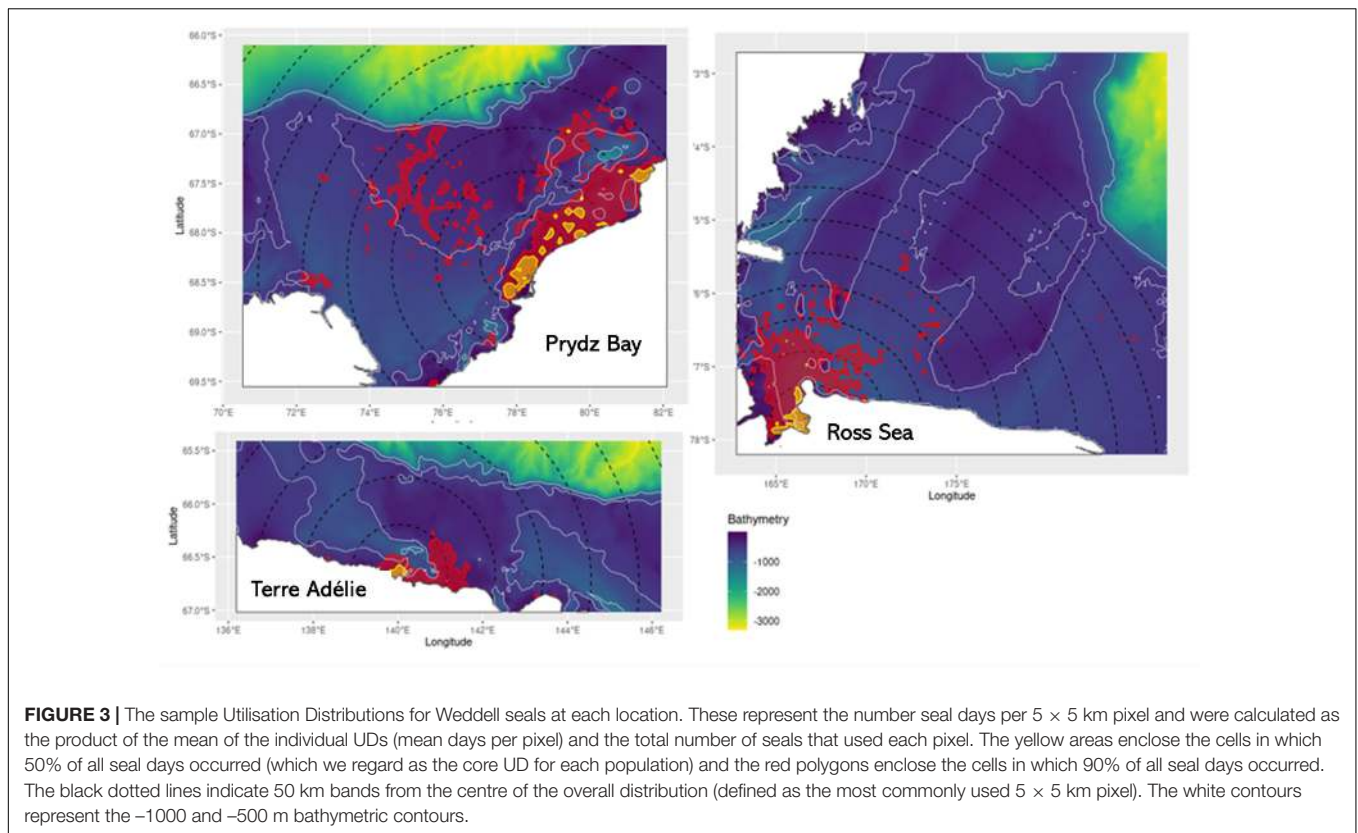 66.0°S
66.5°S
67.0°S
67.5°S
68.0°S
68.5°S
69.0°S
69.5°S
Latitude
Prydz Bay
70°E 72°E 74°E 76°E 78°E 80°E 82°E
3°S
4°S
5°S
6°S
7°S
78°S
Ross Sea
165°E 170°E 175°E
Longitude
65.5°S
66.0°S
66.5°S
67.0°S
Latitude
Terre Adélie
136°E 138°E 140°E 142°E 144°E 146°E
Longitude
Bathymetry
-1000
-2000
-3000
FIGURE 3 | The sample Utilisation Distributions for Weddell seals at each location. These represent the number seal days per 5 × 5 km pixel and were calculated as
the product of the mean of the individual UDs (mean days per pixel) and the total number of seals that used each pixel. The yellow areas enclose the cells in which
50% of all seal days occurred (which we regard as the core UD for each population) and the red polygons enclose the cells in which 90% of all seal days occurred.
The black dotted lines indicate 50 km bands from the centre of the overall distribution (defined as the most commonly used 5 × 5 km pixel). The white contours
represent the –1000 and –500 m bathymetric contours.